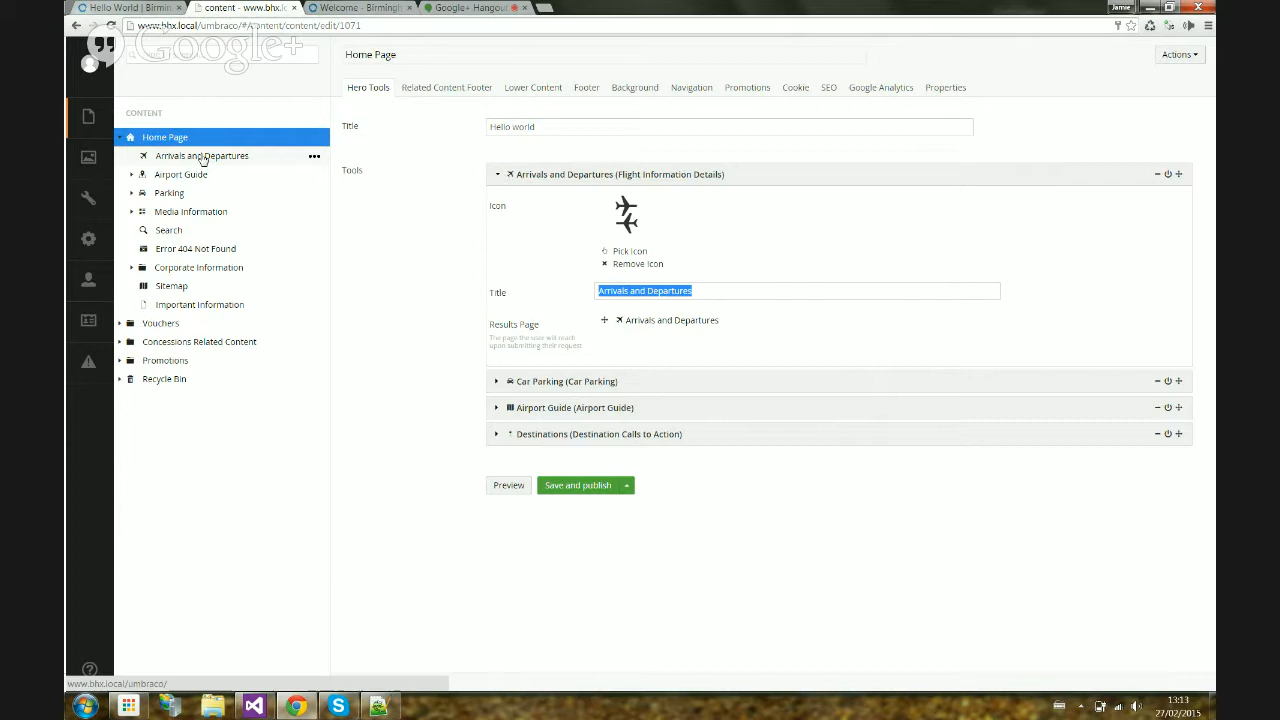 Hello World | Birmin
content - www.bhx.lo
Welcome - Birmingh
Google+ Hangout
Jamie
www.bhx.local/umbraco/#/content/content/edit/1071
Google+
Home Page
Actions
Hero Tools
Related Content Footer
Lower Content
Footer
Background
Navigation
Promotions
Cookie
SEO
Google Analytics
Properties
CONTENT
Home Page
Arrivals and Departures
Airport Guide
Parking
Media Information
Search
Error 404 Not Found
Corporate Information
Sitemap
Important Information
Vouchers
Concessions Related Content
Promotions
Recycle Bin
Title
Hello world
Tools
Arrivals and Departures (Flight Information Details)
Icon
Pick Icon
Remove Icon
Title
Arrivals and Departures
Results Page
The page the user will reach
upon submitting their request
Arrivals and Departures
Car Parking (Car Parking)
Airport Guide (Airport Guide)
Destinations (Destination Calls to Action)
Preview
Save and publish
www.bhx.local/umbraco/
13:13
27/02/2015